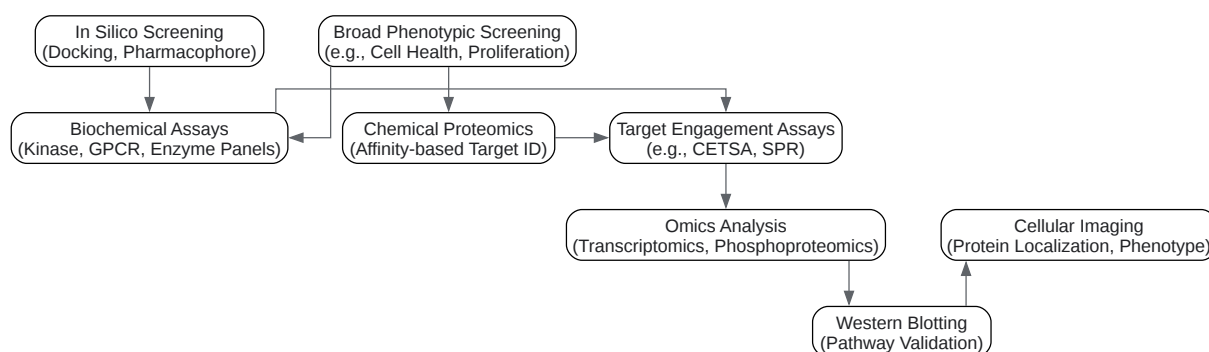 In Silico Screening
(Docking, Pharmacophore)
Broad Phenotypic Screening
(e.g., Cell Health, Proliferation)
Biochemical Assays
(Kinase, GPCR, Enzyme Panels)
Chemical Proteomics
(Affinity-based Target ID)
Target Engagement Assays
(e.g., CETSA, SPR)
Omics Analysis
(Transcriptomics, Phosphoproteomics)
Cellular Imaging
(Protein Localization, Phenotype)
Western Blotting
(Pathway Validation)